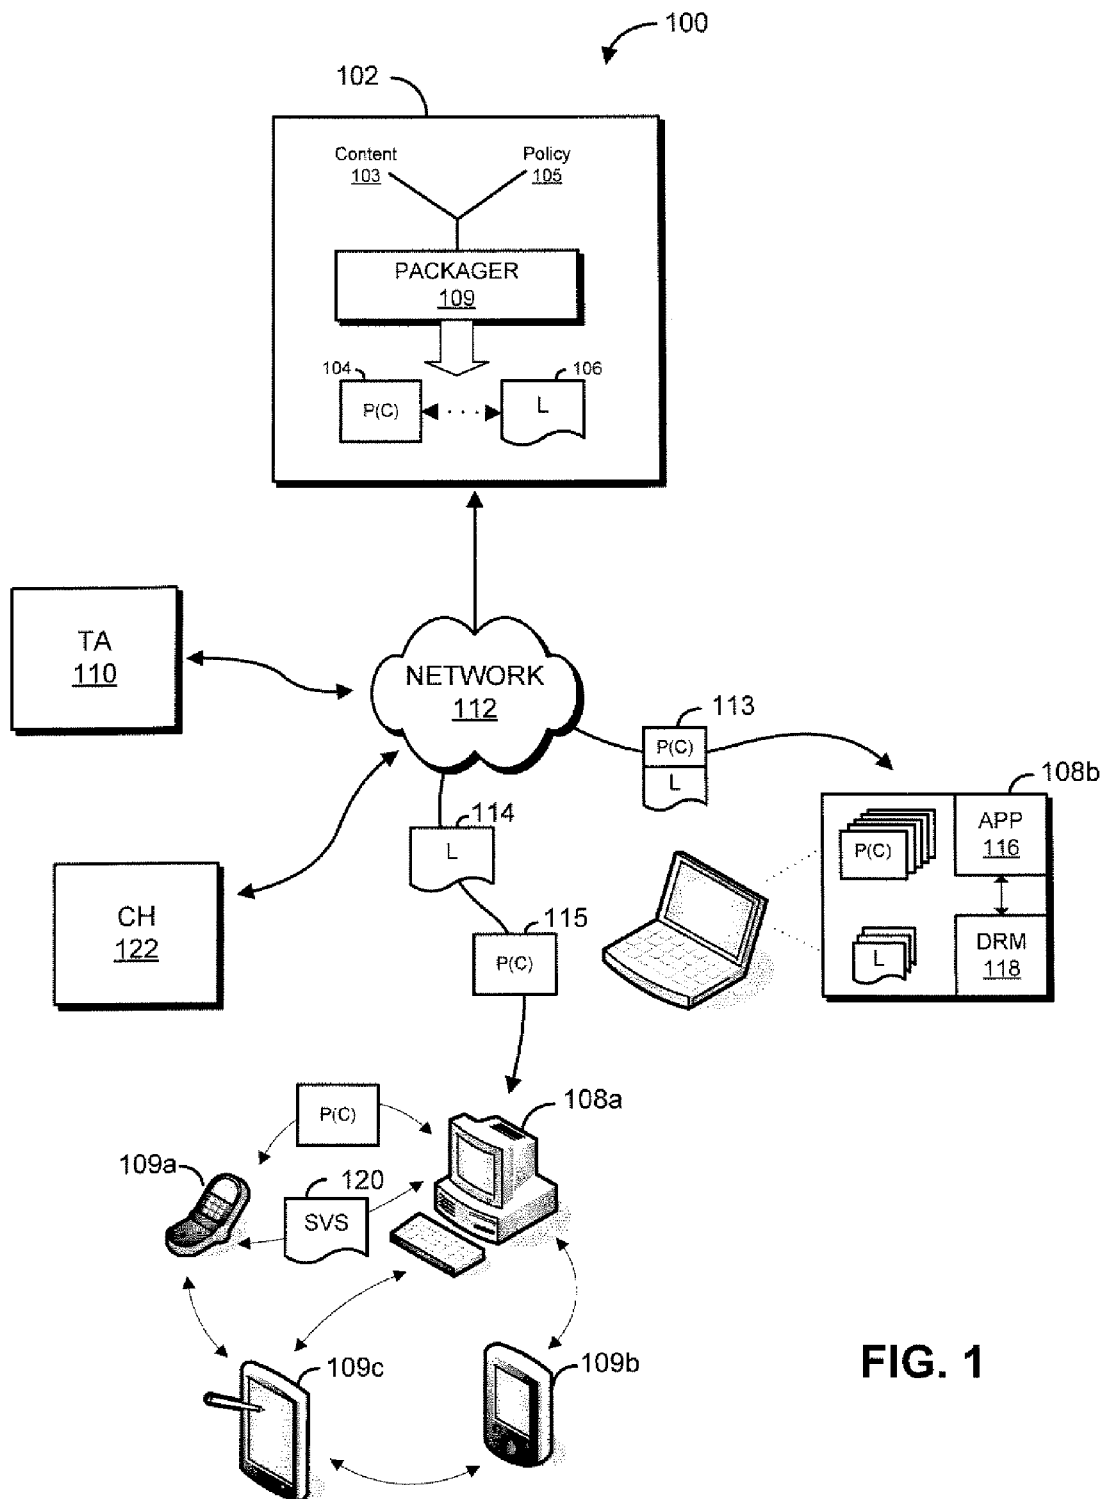 100
102
Content
103
Policy
105
PACKAGER
109
104
P(C)
106
L
TA
110
NETWORK
112
113
P(C)
L
108b
P(C)
APP
116
L
DRM
118
114
L
CH
122
115
P(C)
P(C)
108a
109a
120
SVS
109c
109b
FIG. 1